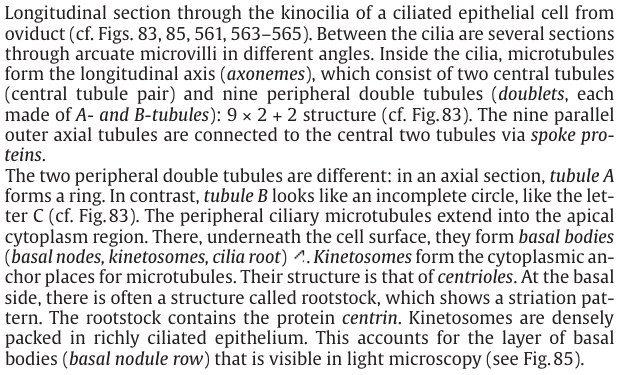 Longitudinal section through the kinocilia of a ciliated epithelial cell from
oviduct (cf. Figs. 83, 85, 561, 563–565). Between the cilia are several sections
through arcuate microvilli in different angles. Inside the cilia, microtubules
form the longitudinal axis (axonemes), which consist of two central tubules
(central tubule pair) and nine peripheral double tubules (doublets, each
made of A- and B-tubules): 9 × 2 + 2 structure (cf. Fig. 83). The nine parallel
outer axial tubules are connected to the central two tubules via spoke pro-
teins.
The two peripheral double tubules are different: in an axial section, tubule A
forms a ring. In contrast, tubule B looks like an incomplete circle, like the let-
ter C (cf. Fig. 83). The peripheral ciliary microtubules extend into the apical
cytoplasm region. There, underneath the cell surface, they form basal bodies
(basal nodes, kinetosomes, cilia root) ↗. Kinetosomes form the cytoplasmic an-
chor places for microtubules. Their structure is that of centrioles. At the basal
side, there is often a structure called rootstock, which shows a striation pat-
tern. The rootstock contains the protein centrin. Kinetosomes are densely
packed in richly ciliated epithelium. This accounts for the layer of basal
bodies (basal nodule row) that is visible in light microscopy (see Fig. 85).